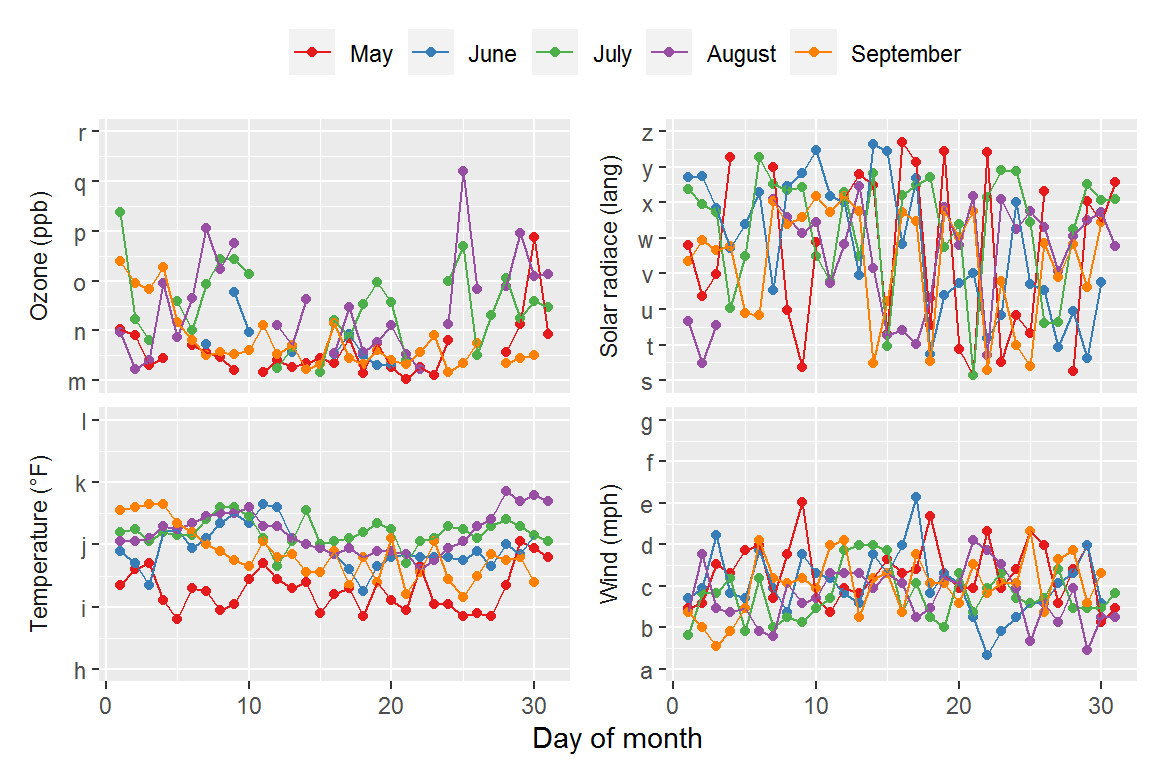 May June July August September
Ozone (ppb)
r
q
p
o
n
m
Solar radiace (lang)
z
y
x
w
v
u
t
s
Temperature (°F)
l
k
j
i
h
Wind (mph)
g
f
e
d
c
b
a
0 10 20 30
0 10 20 30
Day of month